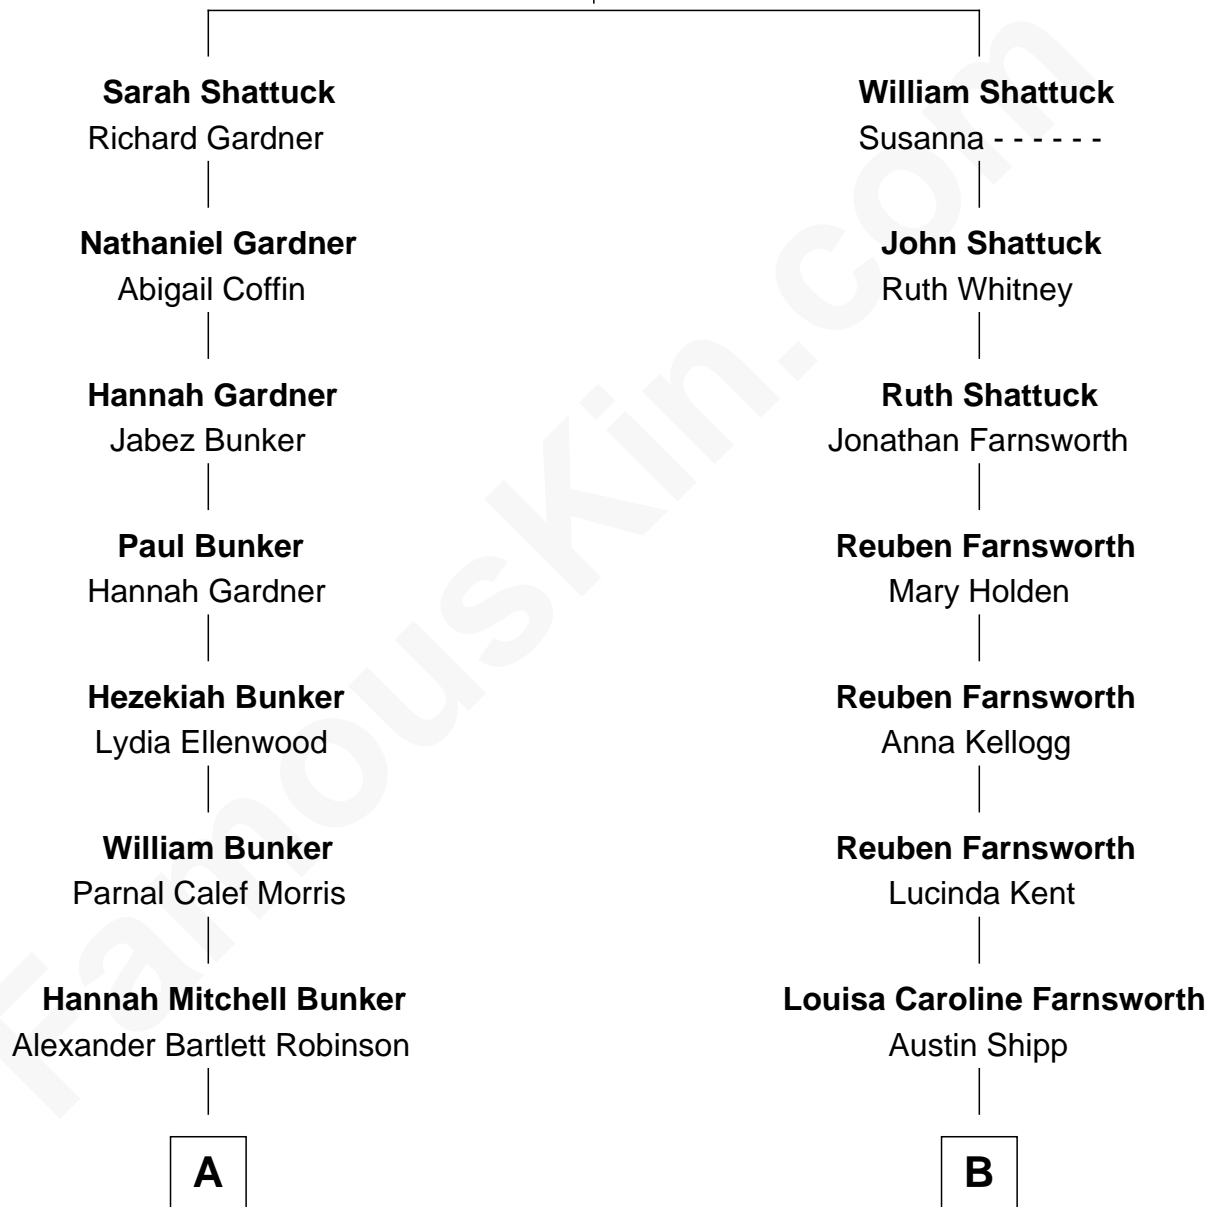 Sarah Shattuck
Richard Gardner
Nathaniel Gardner
Abigail Coffin
Hannah Gardner
Jabez Bunker
Paul Bunker
Hannah Gardner
Hezekiah Bunker
Lydia Ellenwood
William Bunker
Parnal Calef Morris
Hannah Mitchell Bunker
Alexander Bartlett Robinson
A
William Shattuck
Susanna - - - - - -
John Shattuck
Ruth Whitney
Ruth Shattuck
Jonathan Farnsworth
Reuben Farnsworth
Mary Holden
Reuben Farnsworth
Anna Kellogg
Reuben Farnsworth
Lucinda Kent
Louisa Caroline Farnsworth
Austin Shipp
B
FamousKin.com